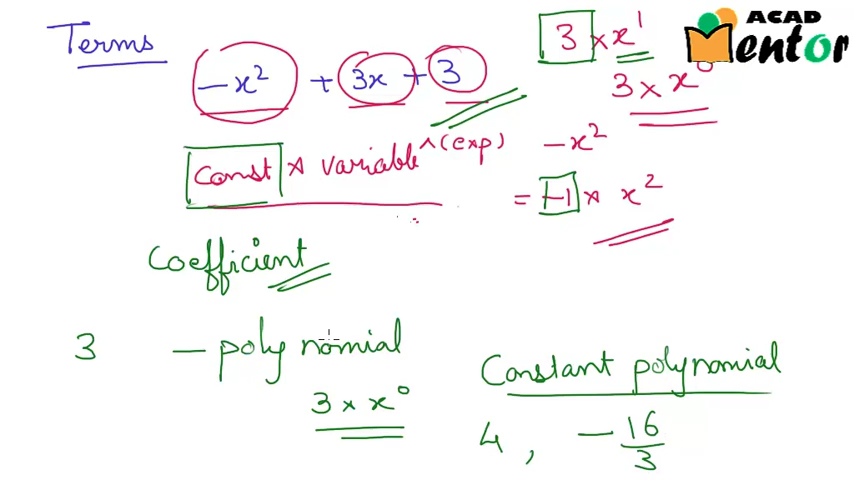 Terms
-x² + 3x + 3
3 × x¹
ACAD
Mentor
3 × x⁰
const × variable^(exp)
-x²
= -1 × x²
Coefficient
3 - polynomial
3 × x⁰
Constant polynomial
4, -16/3